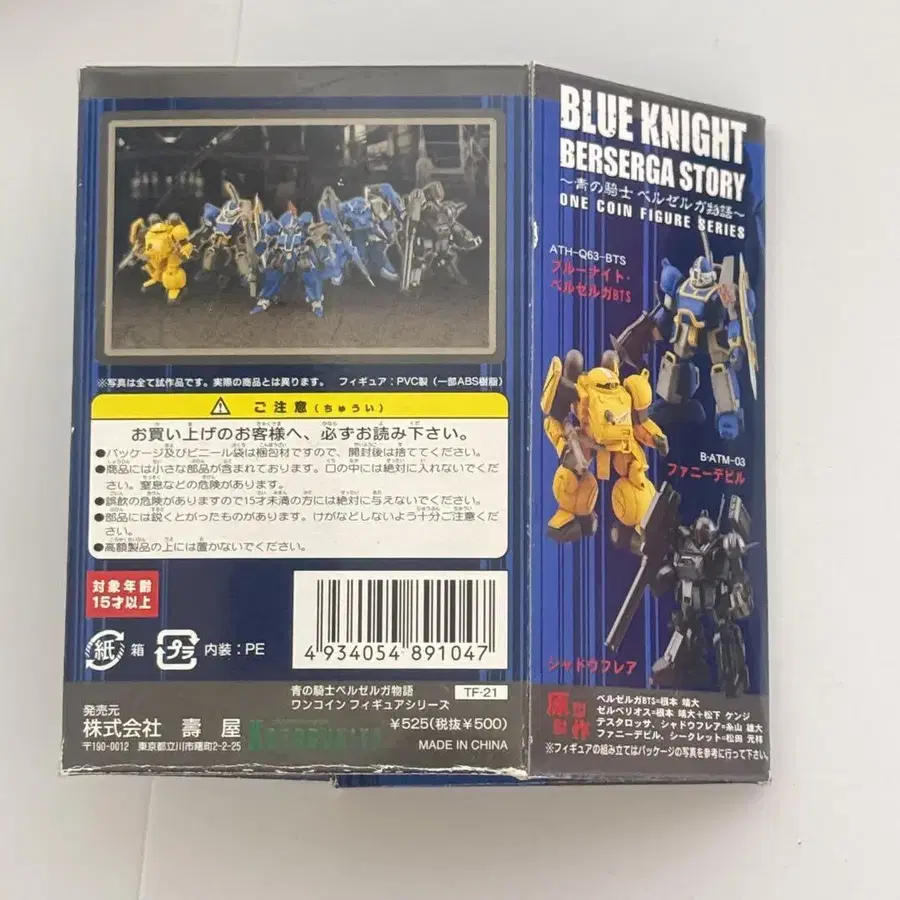 ※写真は全て試作品です。実際の商品とは異ります。 フィギュア:PVC製(一部ABS樹脂)
⚠ ご注意(ちゅうい)
お買い上げのお客様へ、必ずお読み下さい。
●パッケージ及びビニール袋は梱包材ですので、開封後は捨ててください。
●商品には小さな部品が含まれております。口の中には絶対に入れないでください。窒息などの危険があります。
●誤飲の危険がありますので15才未満の方には絶対に与えないでください。
●部品には鋭くとがったものがあります。けがなどしないよう十分ご注意ください。
●高額製品の上には置かないでください。
対象年齢
15才以上
紙 箱 プラ 内装:PE
4 934054 891047
青の騎士ベルゼルガ物語 TF-21
ワンコイン フィギュアシリーズ
¥525(税抜¥500)
発売元
株式会社 壽屋
〒190-0012 東京都立川市曙町2-2-25
KOTOBUKIYA
MADE IN CHINA
BLUE KNIGHT
BERSERGA STORY
~青の騎士 ベルゼルガ物語~
ONE COIN FIGURE SERIES
ATH-Q63-BTS
ブルーナイト・
ベルゼルガBTS
B-ATM-03
ファニーデビル
シャドウフレア
原型製作
ベルゼルガBTS=根本 靖大
ゼルベリオス=根本 靖大+松下 ケンジ
テスタロッサ、シャドウフレア=糸山 雄大
ファニーデビル、シークレット=松田 元祥
※フィギュアの組み立てはパッケージの写真を参考に行って下さい。